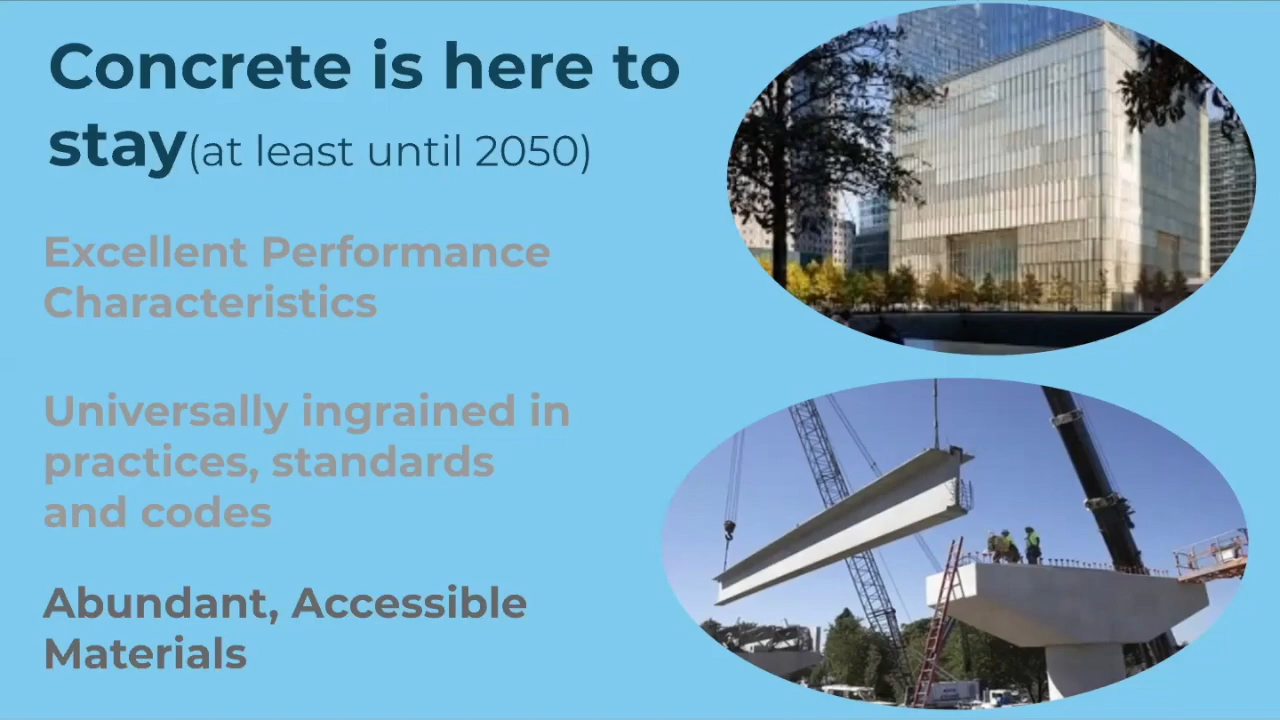 Concrete is here to
stay(at least until 2050)
Excellent Performance
Characteristics
Universally ingrained in
practices, standards
and codes
Abundant, Accessible
Materials